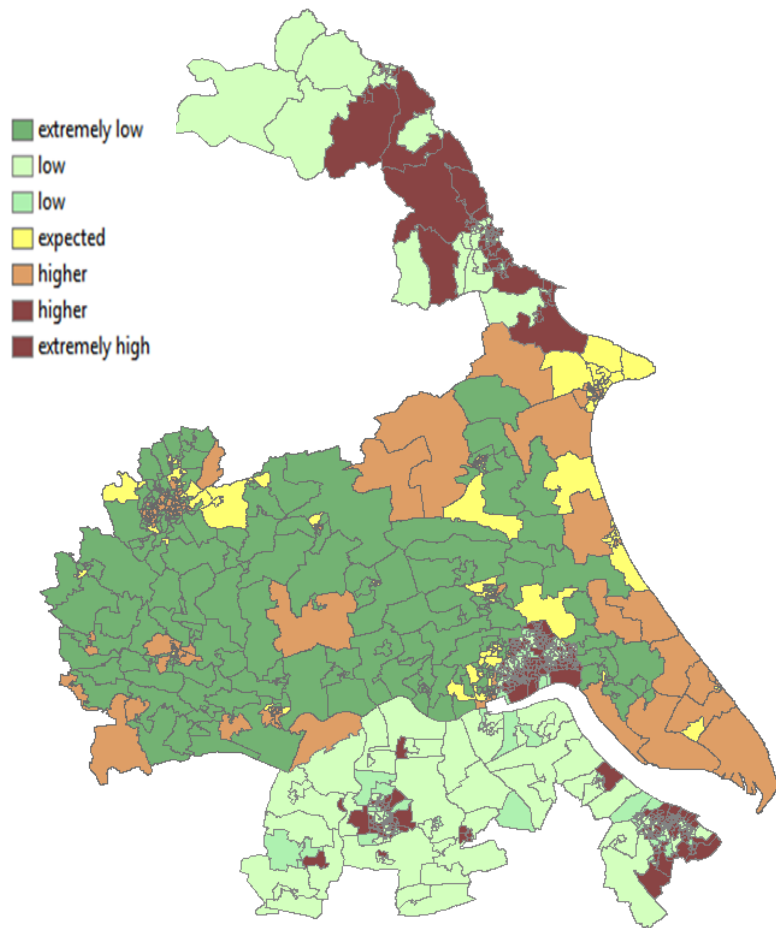 extremely low
low
low
expected
higher
higher
extremely high